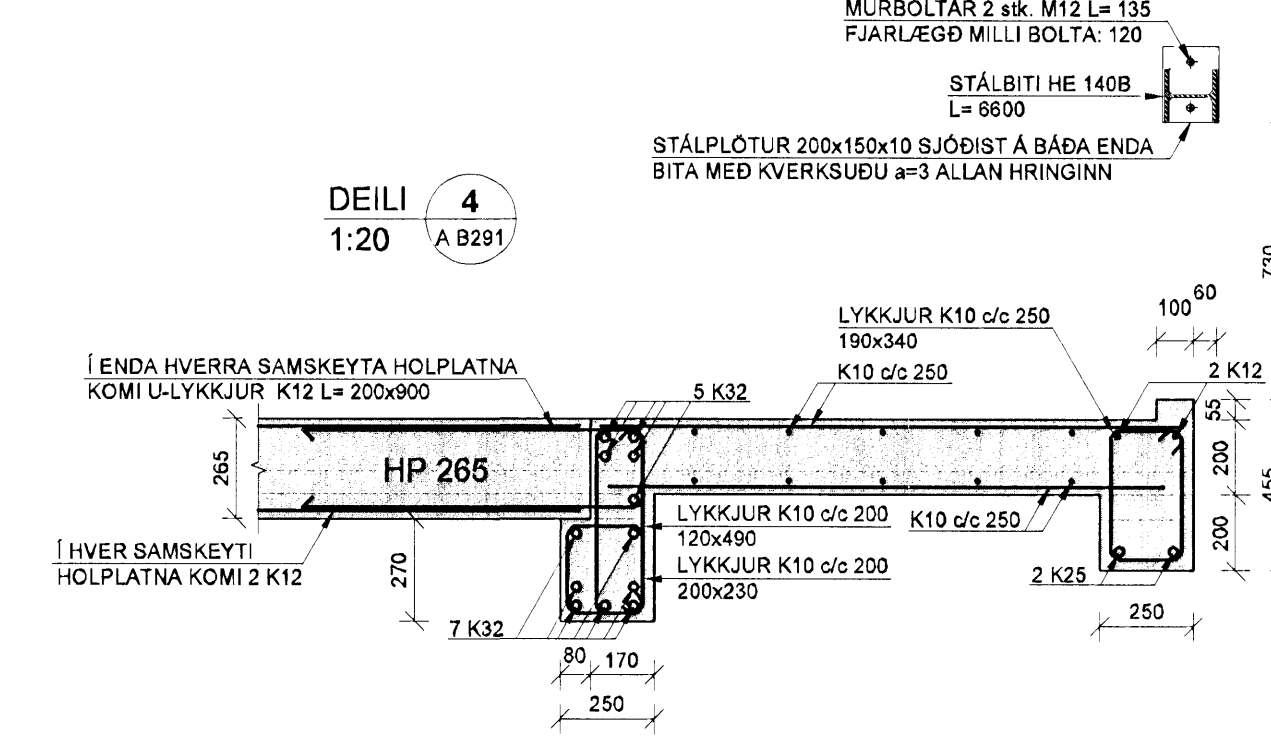 MÚRBOLTAR 2 stk. M12 L= 135
FJARLÆGÐ MILLI BOLTA: 120
STÁLBITI HE 140B
L= 6600
STÁLPLÖTUR 200x150x10 SJÓÐIST Á BÁÐA ENDA
BITA MEÐ KVERKSUÐU a=3 ALLAN HRINGINN
DEILI 4
1:20 A B291
730
60
100
LYKKJUR K10 c/c 250
190x340
Í ENDA HVERRA SAMSKEYTA HOLPLATNA
KOMI U-LYKKJUR K12 L= 200x900
5 K32
K10 c/c 250
2 K12
55
265
HP 265
200
455
LYKKJUR K10 c/c 200
120x490
K10 c/c 250
200
Í HVER SAMSKEYTI
HOLPLATNA KOMI 2 K12
270
LYKKJUR K10 c/c 200
200x230
2 K25
7 K32
250
80 170
250